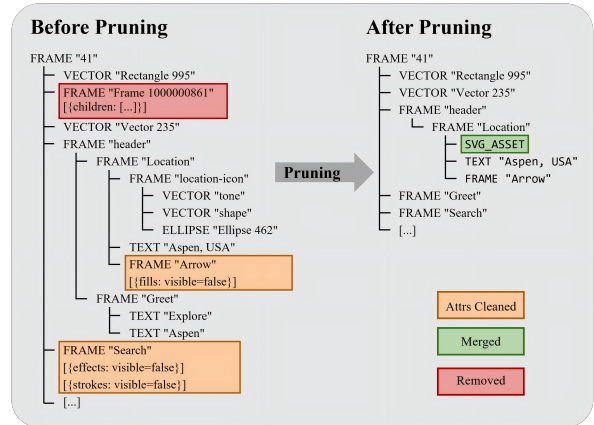 Before Pruning
FRAME "41"
VECTOR "Rectangle 995"
FRAME "Frame 1000000861"
[{children: [...]}]
VECTOR "Vector 235"
FRAME "header"
FRAME "Location"
FRAME "location-icon"
VECTOR "tone"
VECTOR "shape"
ELLIPSE "Ellipse 462"
TEXT "Aspen, USA"
FRAME "Arrow"
[{fills: visible=false}]
FRAME "Greet"
TEXT "Explore"
TEXT "Aspen"
FRAME "Search"
[{effects: visible=false}]
[{strokes: visible=false}]
[...]
Pruning
After Pruning
FRAME "41"
VECTOR "Rectangle 995"
VECTOR "Vector 235"
FRAME "header"
FRAME "Location"
SVG_ASSET
TEXT "Aspen, USA"
FRAME "Arrow"
FRAME "Greet"
FRAME "Search"
[...]
Attrs Cleaned
Merged
Removed